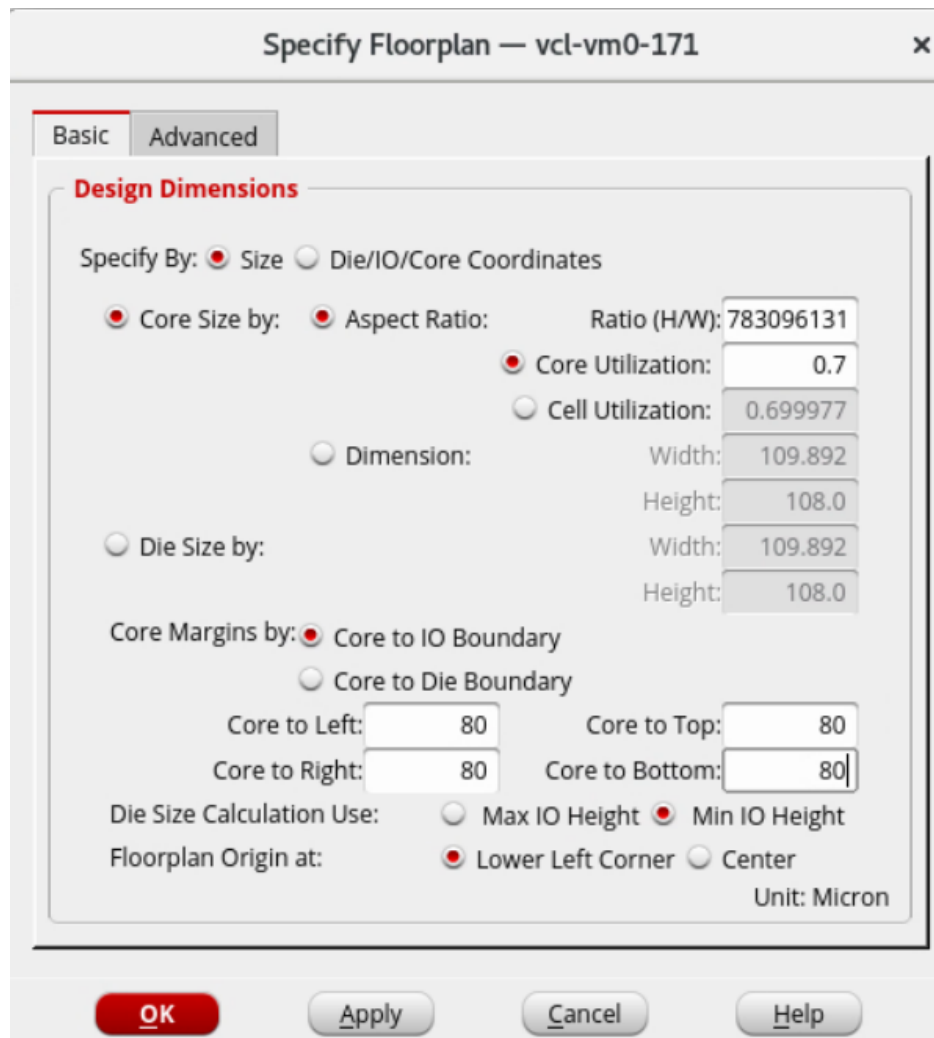 Specify Floorplan — vcl-vm0-171 ×
Basic Advanced
Design Dimensions
Specify By: Size Die/IO/Core Coordinates
Core Size by: Aspect Ratio: Ratio (H/W): 783096131
Core Utilization: 0.7
Cell Utilization: 0.699977
Dimension: Width: 109.892
Height: 108.0
Die Size by: Width: 109.892
Height: 108.0
Core Margins by: Core to IO Boundary
Core to Die Boundary
Core to Left: 80 Core to Top: 80
Core to Right: 80 Core to Bottom: 80
Die Size Calculation Use: Max IO Height Min IO Height
Floorplan Origin at: Lower Left Corner Center
Unit: Micron
OK Apply Cancel Help